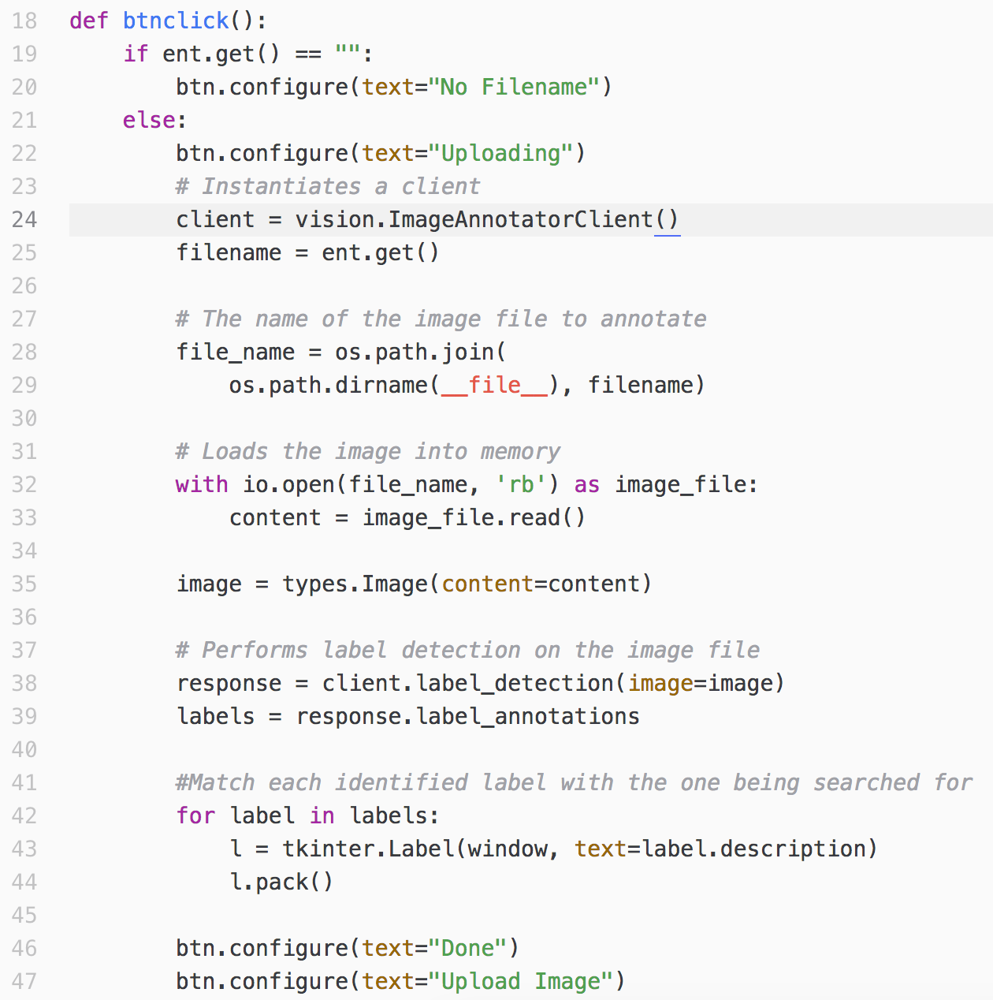 18 def btnclick():
19     if ent.get() == "":
20         btn.configure(text="No Filename")
21     else:
22         btn.configure(text="Uploading")
23         # Instantiates a client
24         client = vision.ImageAnnotatorClient()
25         filename = ent.get()
26
27         # The name of the image file to annotate
28         file_name = os.path.join(
29             os.path.dirname(__file__), filename)
30
31         # Loads the image into memory
32         with io.open(file_name, 'rb') as image_file:
33             content = image_file.read()
34
35         image = types.Image(content=content)
36
37         # Performs label detection on the image file
38         response = client.label_detection(image=image)
39         labels = response.label_annotations
40
41         #Match each identified label with the one being searched for
42         for label in labels:
43             l = tkinter.Label(window, text=label.description)
44             l.pack()
45
46         btn.configure(text="Done")
47         btn.configure(text="Upload Image")